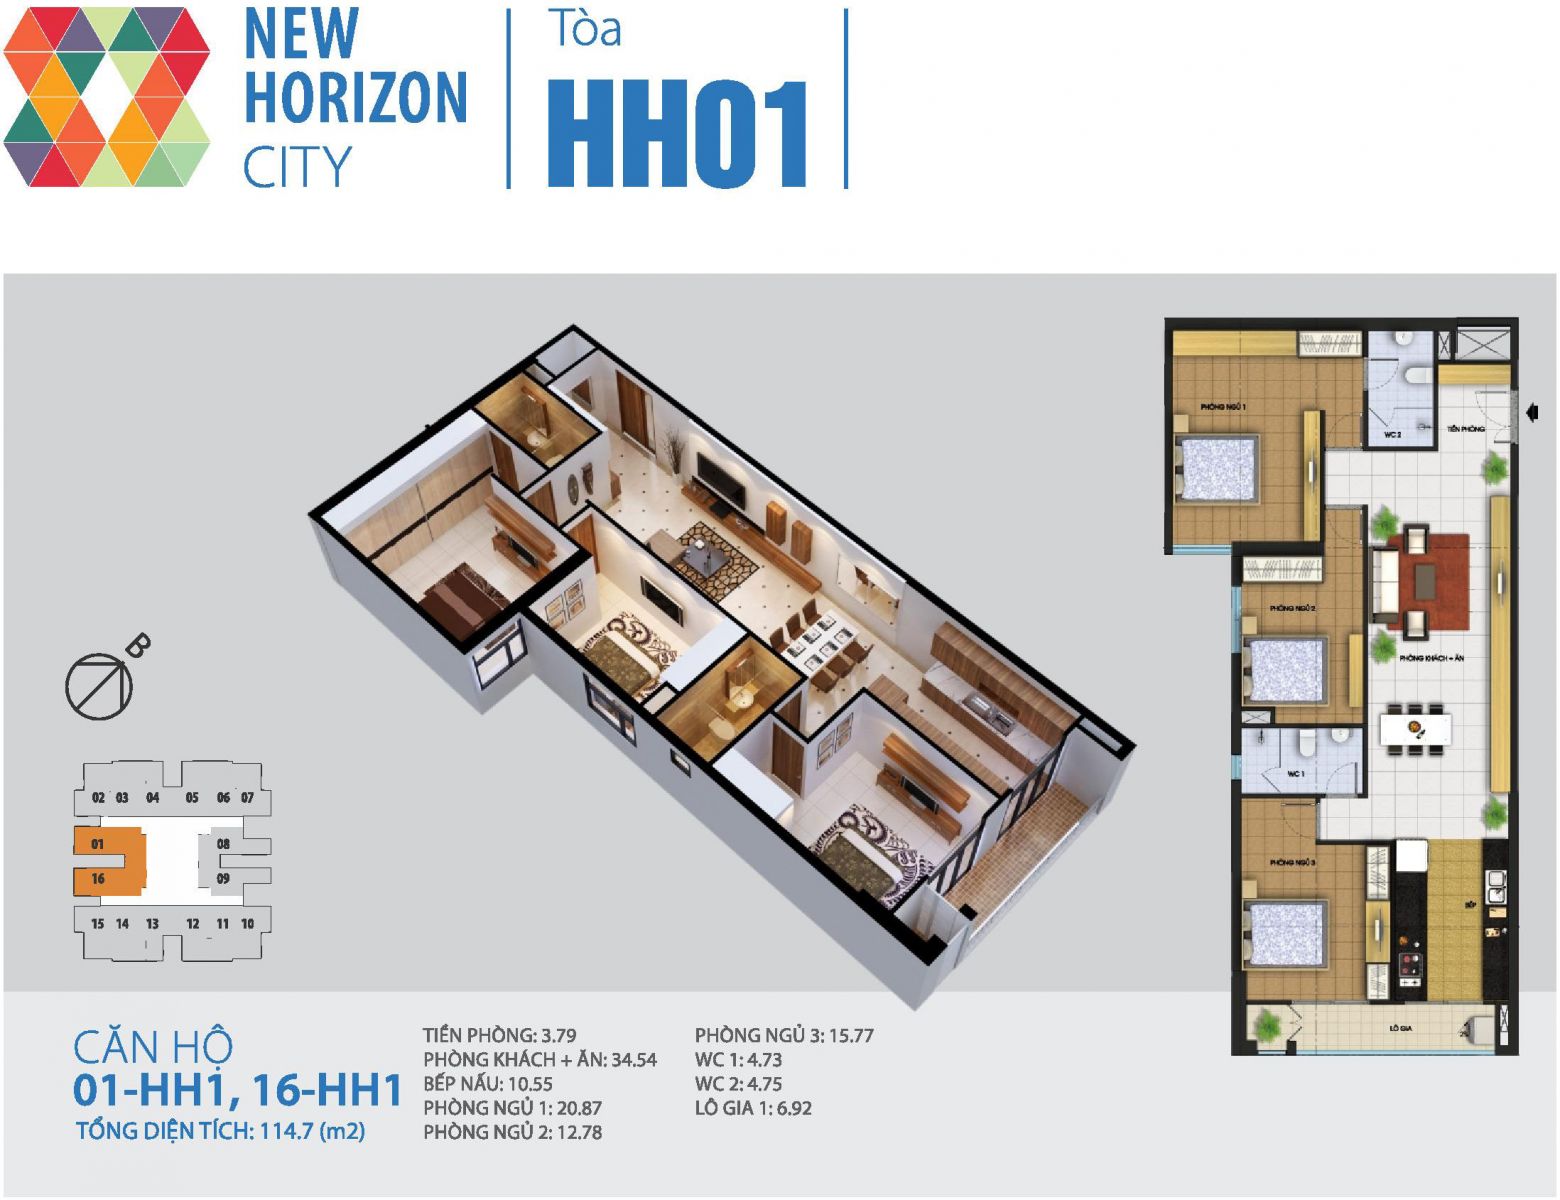 NEW
HORIZON
CITY
Tòa
HH01
PHÒNG NGỦ 1
WC 2
TIỀN PHÒNG
PHÒNG NGỦ 2
PHÒNG KHÁCH + ĂN
WC 1
PHÒNG NGỦ 3
BẾP
LÔ GIA
B
02 03 04 05 06 07
01 08
16 09
15 14 13 12 11 10
CĂN HỘ
01-HH1, 16-HH1
TỔNG DIỆN TÍCH: 114.7 (m2)
TIỀN PHÒNG: 3.79
PHÒNG KHÁCH + ĂN: 34.54
BẾP NẤU: 10.55
PHÒNG NGỦ 1: 20.87
PHÒNG NGỦ 2: 12.78
PHÒNG NGỦ 3: 15.77
WC 1: 4.73
WC 2: 4.75
LÔ GIA 1: 6.92